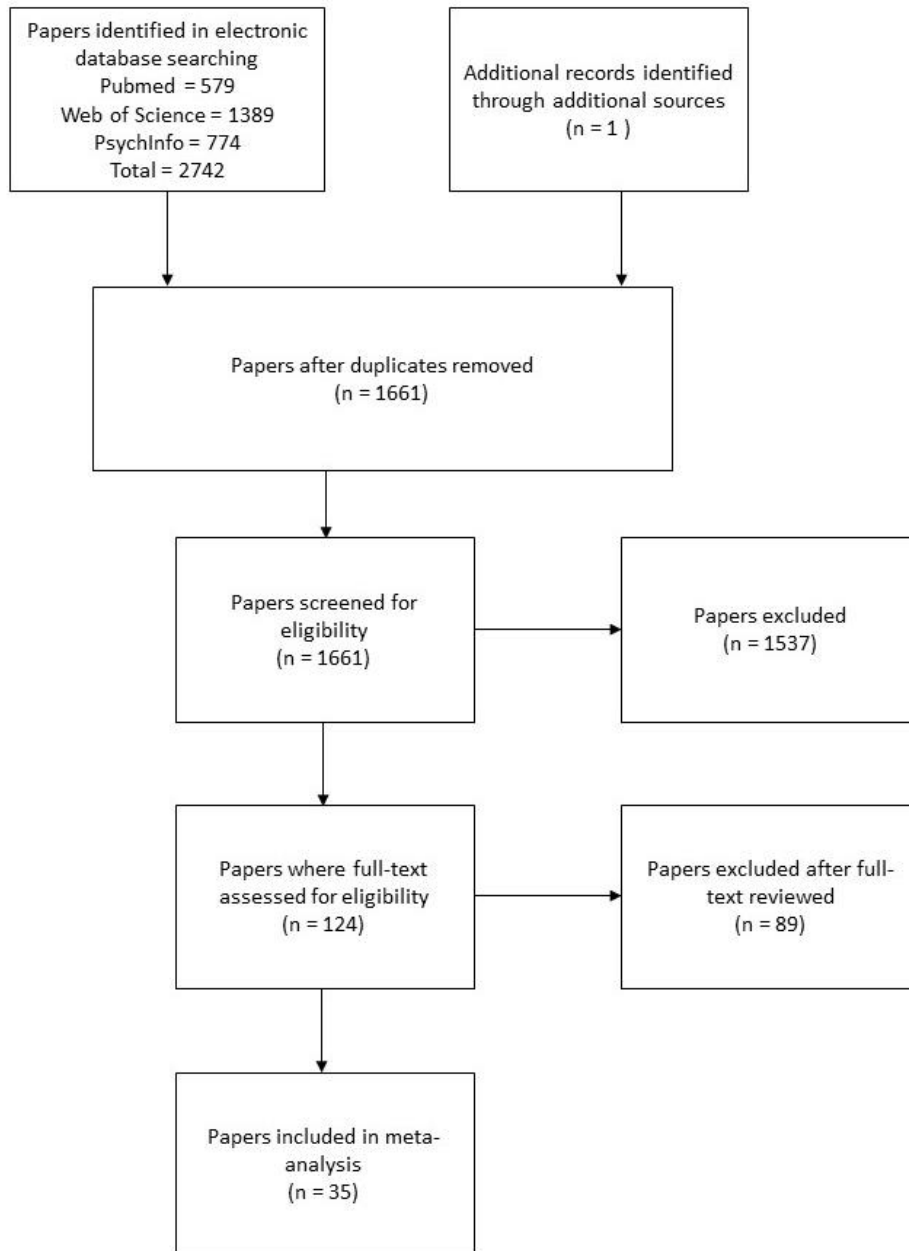 Papers identified in electronic
database searching
Pubmed = 579
Web of Science = 1389
PsychInfo = 774
Total = 2742
Additional records identified
through additional sources
(n = 1 )
Papers after duplicates removed
(n = 1661)
Papers screened for
eligibility
(n = 1661)
Papers excluded
(n = 1537)
Papers where full-text
assessed for eligibility
(n = 124)
Papers excluded after full-
text reviewed
(n = 89)
Papers included in meta-
analysis
(n = 35)